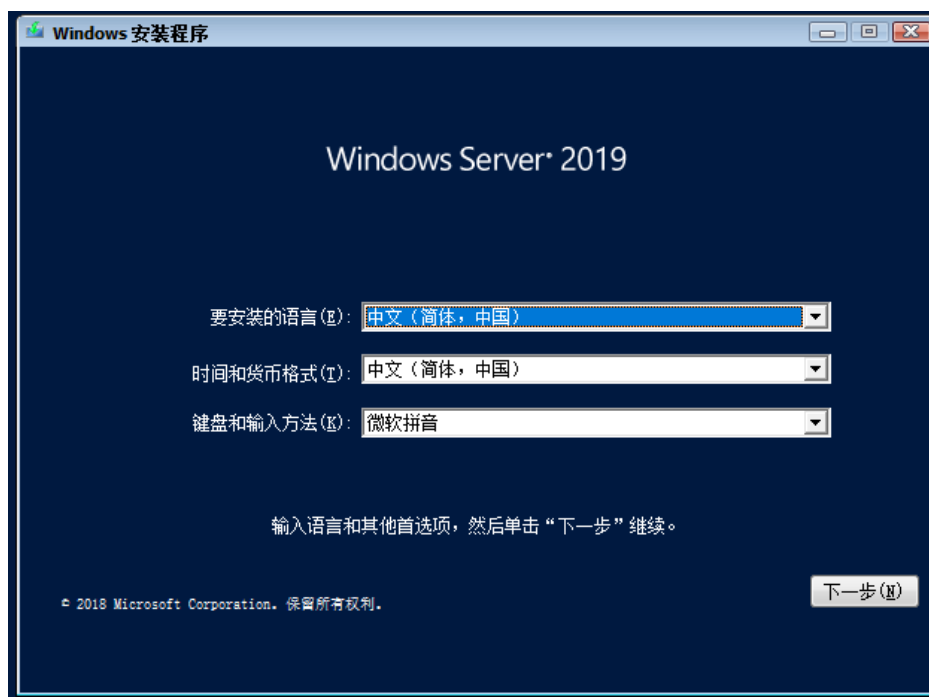 Windows 安装程序
Windows Server 2019
要安装的语言(E): 中文（简体，中国）
时间和货币格式(T): 中文（简体，中国）
键盘和输入方法(K): 微软拼音
输入语言和其他首选项，然后单击“下一步”继续。
下一步(N)
© 2018 Microsoft Corporation. 保留所有权利.